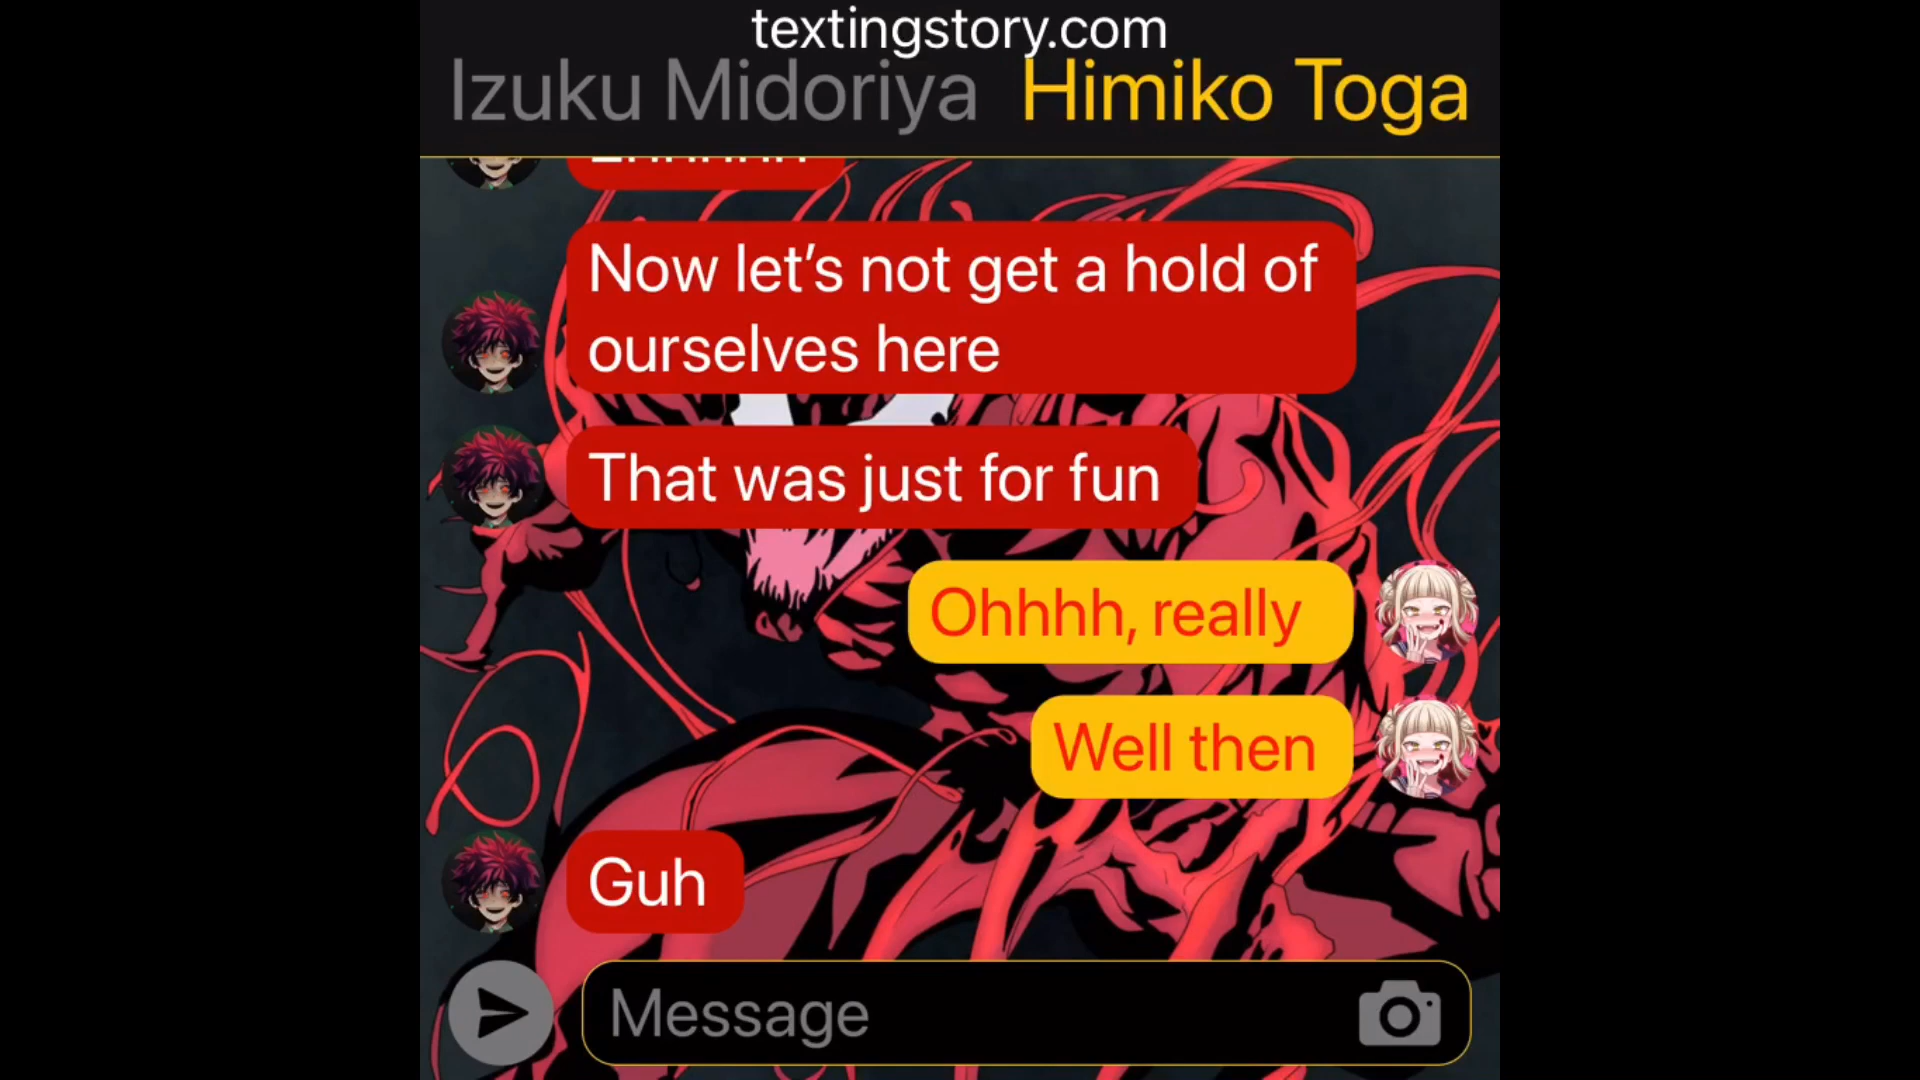 textingstory.com
Izuku Midoriya Himiko Toga
Now let’s not get a hold of
ourselves here
That was just for fun
Ohhhh, really
Well then
Guh
Message